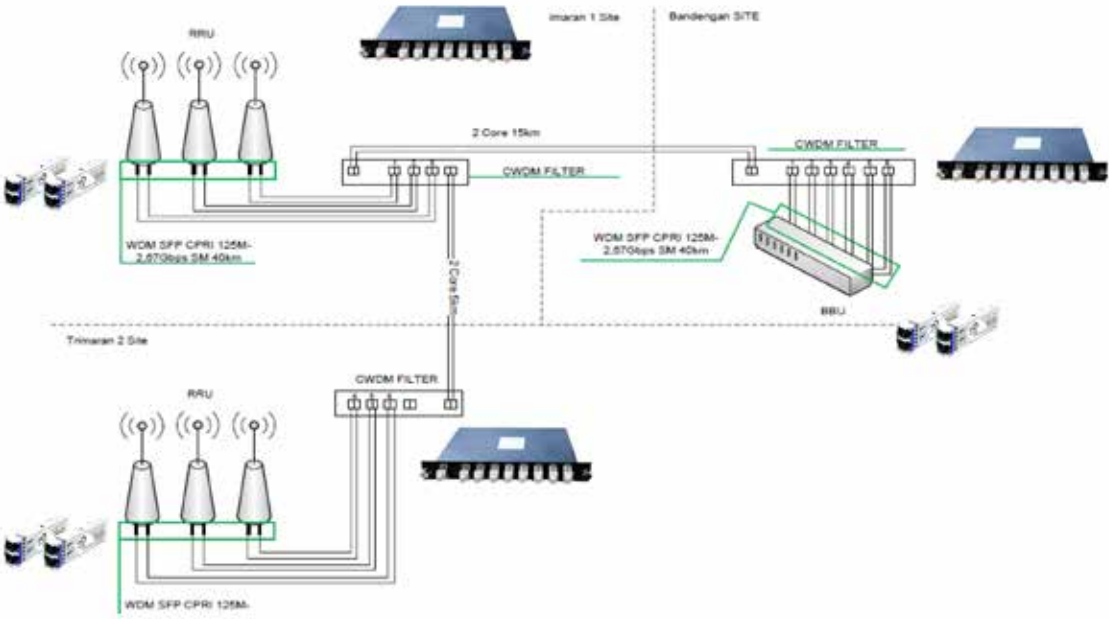 imaran 1 Site
Bandengan SITE
RRU
2 Core 15km
CWDM FILTER
CWDM FILTER
WDM SFP CPRI 125M-
2,67Gbps SM 40km
WDM SFP CPRI 125M-
2,67Gbps SM 40km
2 Core 5km
BBU
Trimaran 2 Site
CWDM FILTER
RRU
WDM SFP CPRI 125M-